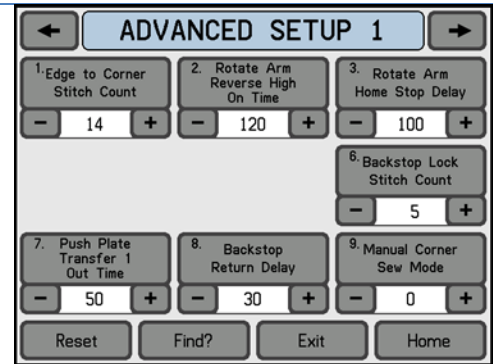 ADVANCED SETUP 1
1. Edge to Corner
Stitch Count
- 14 +
2. Rotate Arm
Reverse High
On Time
- 120 +
3. Rotate Arm
Home Stop Delay
- 100 +
6. Backstop Lock
Stitch Count
- 5 +
7. Push Plate
Transfer 1
Out Time
- 50 +
8. Backstop
Return Delay
- 30 +
9. Manual Corner
Sew Mode
- 0 +
Reset
Find?
Exit
Home